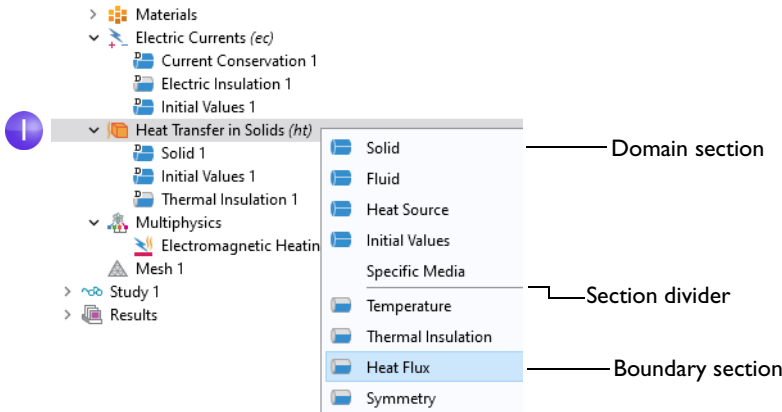 Materials
Electric Currents (ec)
D Current Conservation 1
D Electric Insulation 1
D Initial Values 1
1
Heat Transfer in Solids (ht)
D Solid 1
D Initial Values 1
D Thermal Insulation 1
Multiphysics
Electromagnetic Heatin
Mesh 1
Study 1
Results
Solid
Fluid
Heat Source
Initial Values
Specific Media
Temperature
Thermal Insulation
Heat Flux
Symmetry
Domain section
Section divider
Boundary section